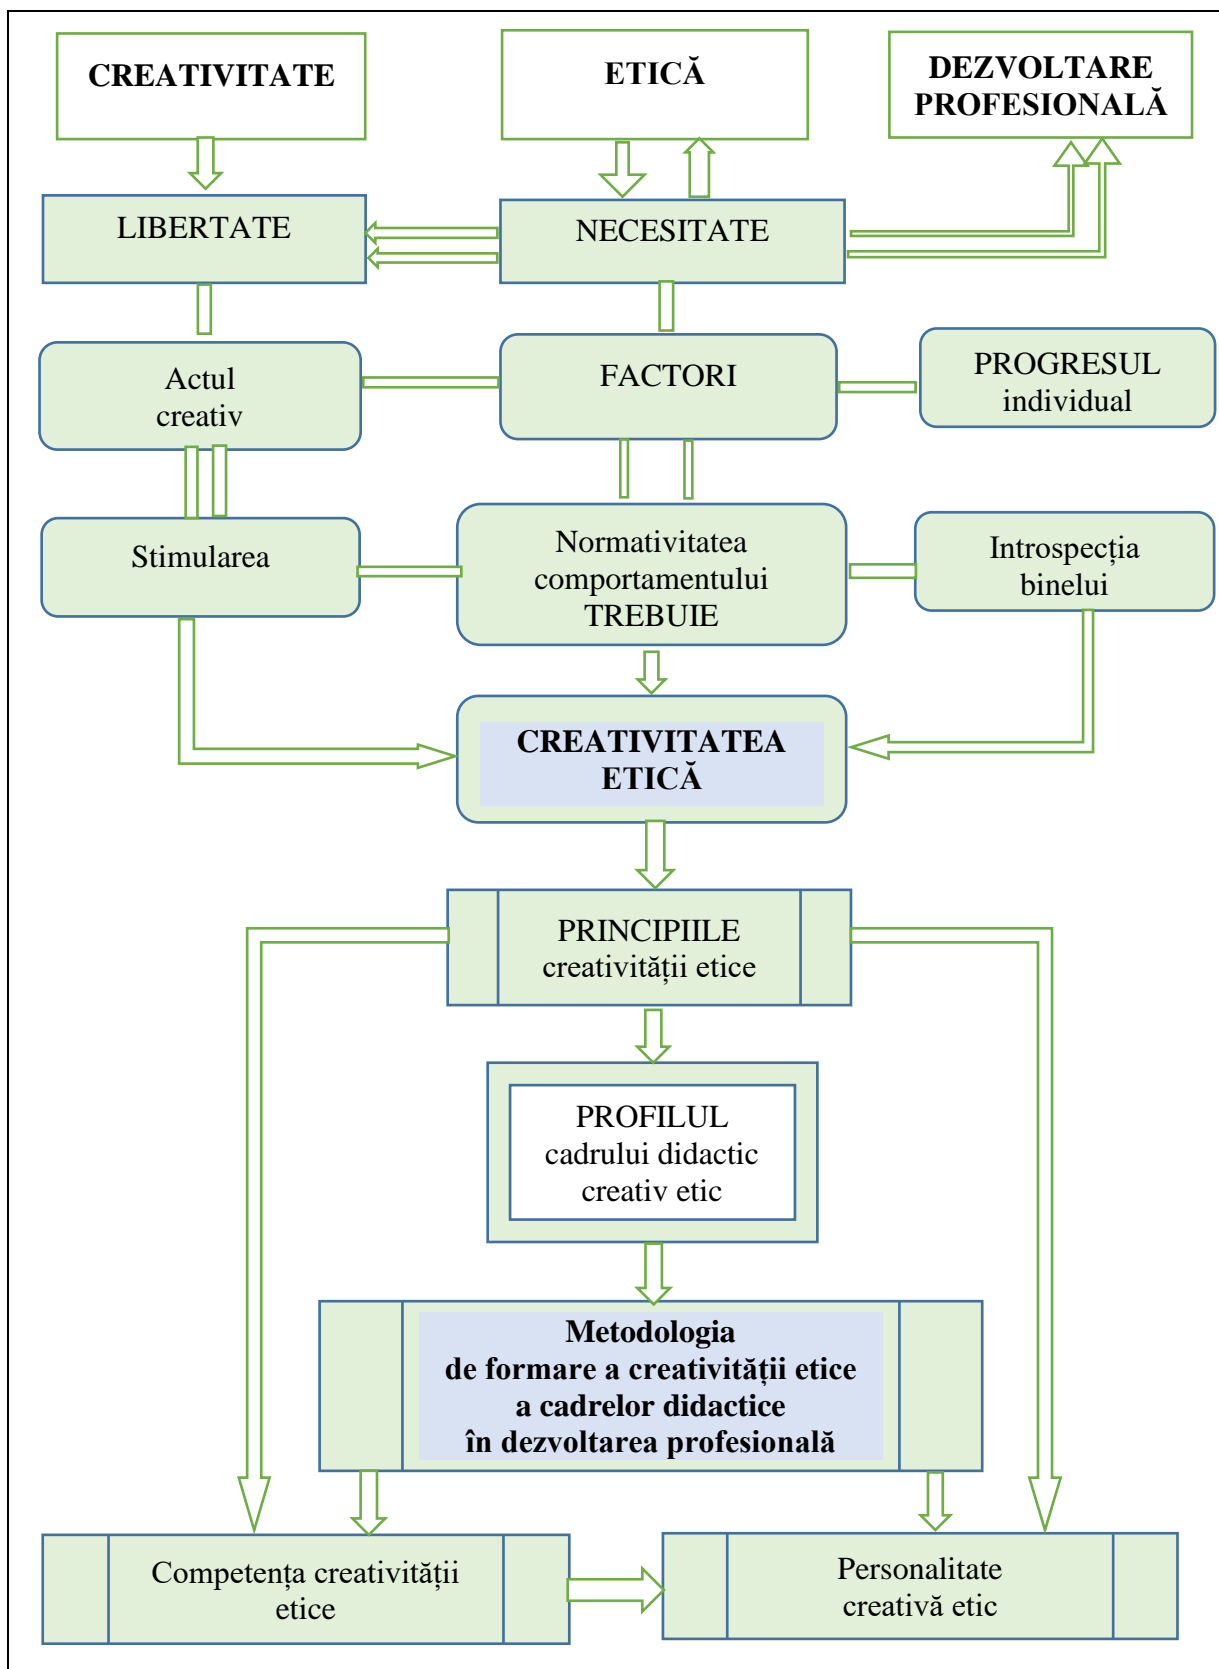 CREATIVITATE
ETICĂ
DEZVOLTARE
PROFESIONALĂ
LIBERTATE
NECESITATE
Actul
creativ
FACTORI
PROGRESUL
individual
Stimularea
Normativitatea
comportamentului
TREBUIE
Introspecția
binelui
CREATIVITATEA
ETICĂ
PRINCIPIILE
creativității etice
PROFILUL
cadrului didactic
creativ etic
Metodologia
de formare a creativității etice
a cadrelor didactice
în dezvoltarea profesională
Competența creativității
etice
Personalitate
creativă etic